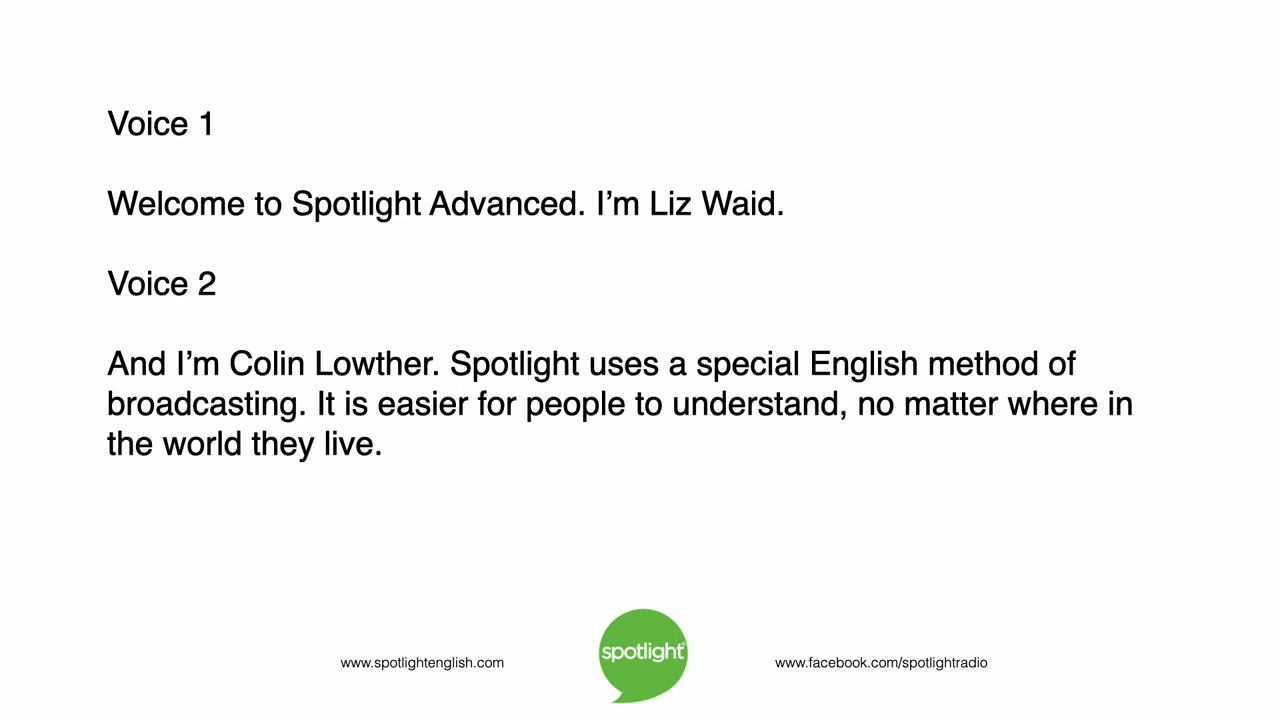 Voice 1
Welcome to Spotlight Advanced. I’m Liz Waid.
Voice 2
And I’m Colin Lowther. Spotlight uses a special English method of
broadcasting. It is easier for people to understand, no matter where in
the world they live.
www.spotlightenglish.com
spotlight®
www.facebook.com/spotlightradio